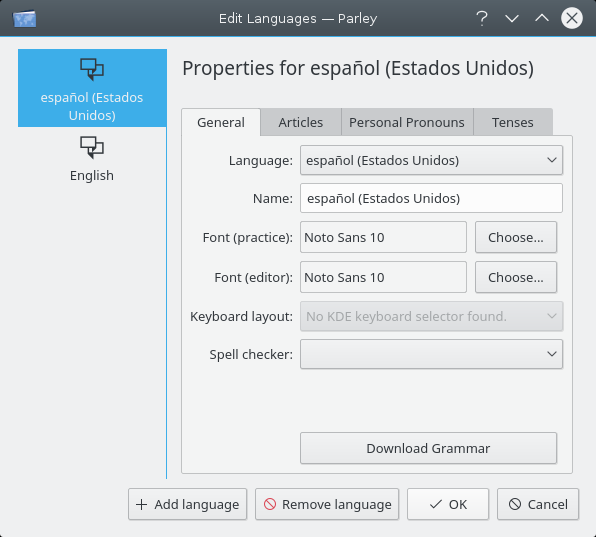 Edit Languages — Parley
español (Estados
Unidos)
English
Properties for español (Estados Unidos)
General Articles Personal Pronouns Tenses
Language: español (Estados Unidos)
Name: español (Estados Unidos)
Font (practice): Noto Sans 10 Choose...
Font (editor): Noto Sans 10 Choose...
Keyboard layout: No KDE keyboard selector found.
Spell checker:
Download Grammar
Add language Remove language OK Cancel